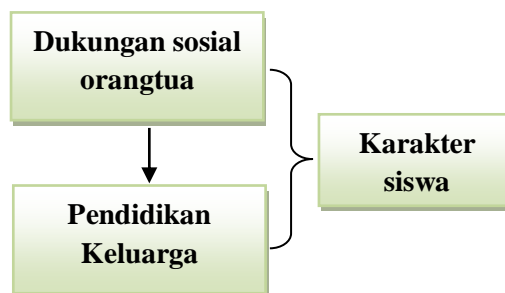 Dukungan sosial
orangtua
Karakter
siswa
Pendidikan
Keluarga